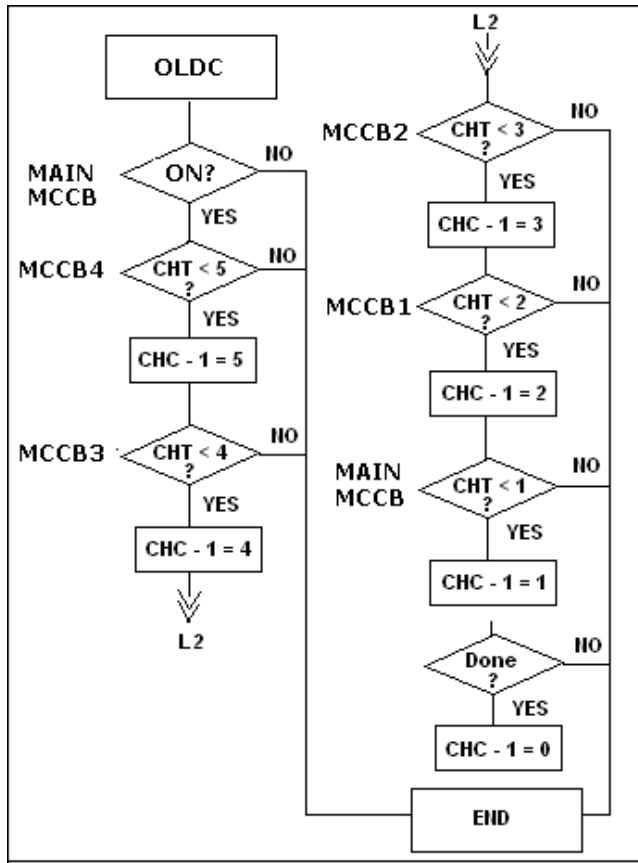 OLDC
MAIN
MCCB
ON?
NO
YES
MCCB4
CHT < 5
?
NO
YES
CHC - 1 = 5
MCCB3
CHT < 4
?
NO
YES
CHC - 1 = 4
L2
L2
MCCB2
CHT < 3
?
NO
YES
CHC - 1 = 3
MCCB1
CHT < 2
?
NO
YES
CHC - 1 = 2
MAIN
MCCB
CHT < 1
?
NO
YES
CHC - 1 = 1
Done
?
NO
YES
CHC - 1 = 0
END